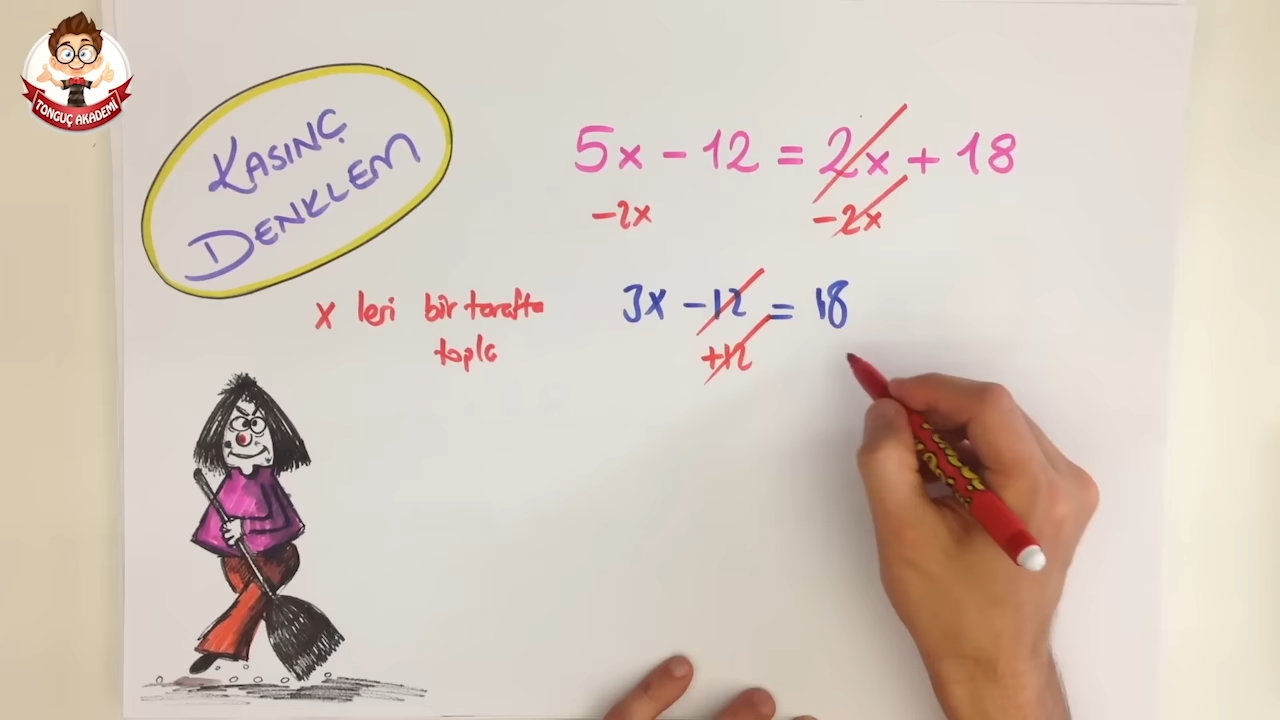 TONGUÇ AKADEMİ
KASINÇ
DENKLEM
5x - 12 = 2x + 18
-2x -2x
x leri bir tarafta
topla
3x - 12 = 18
+12